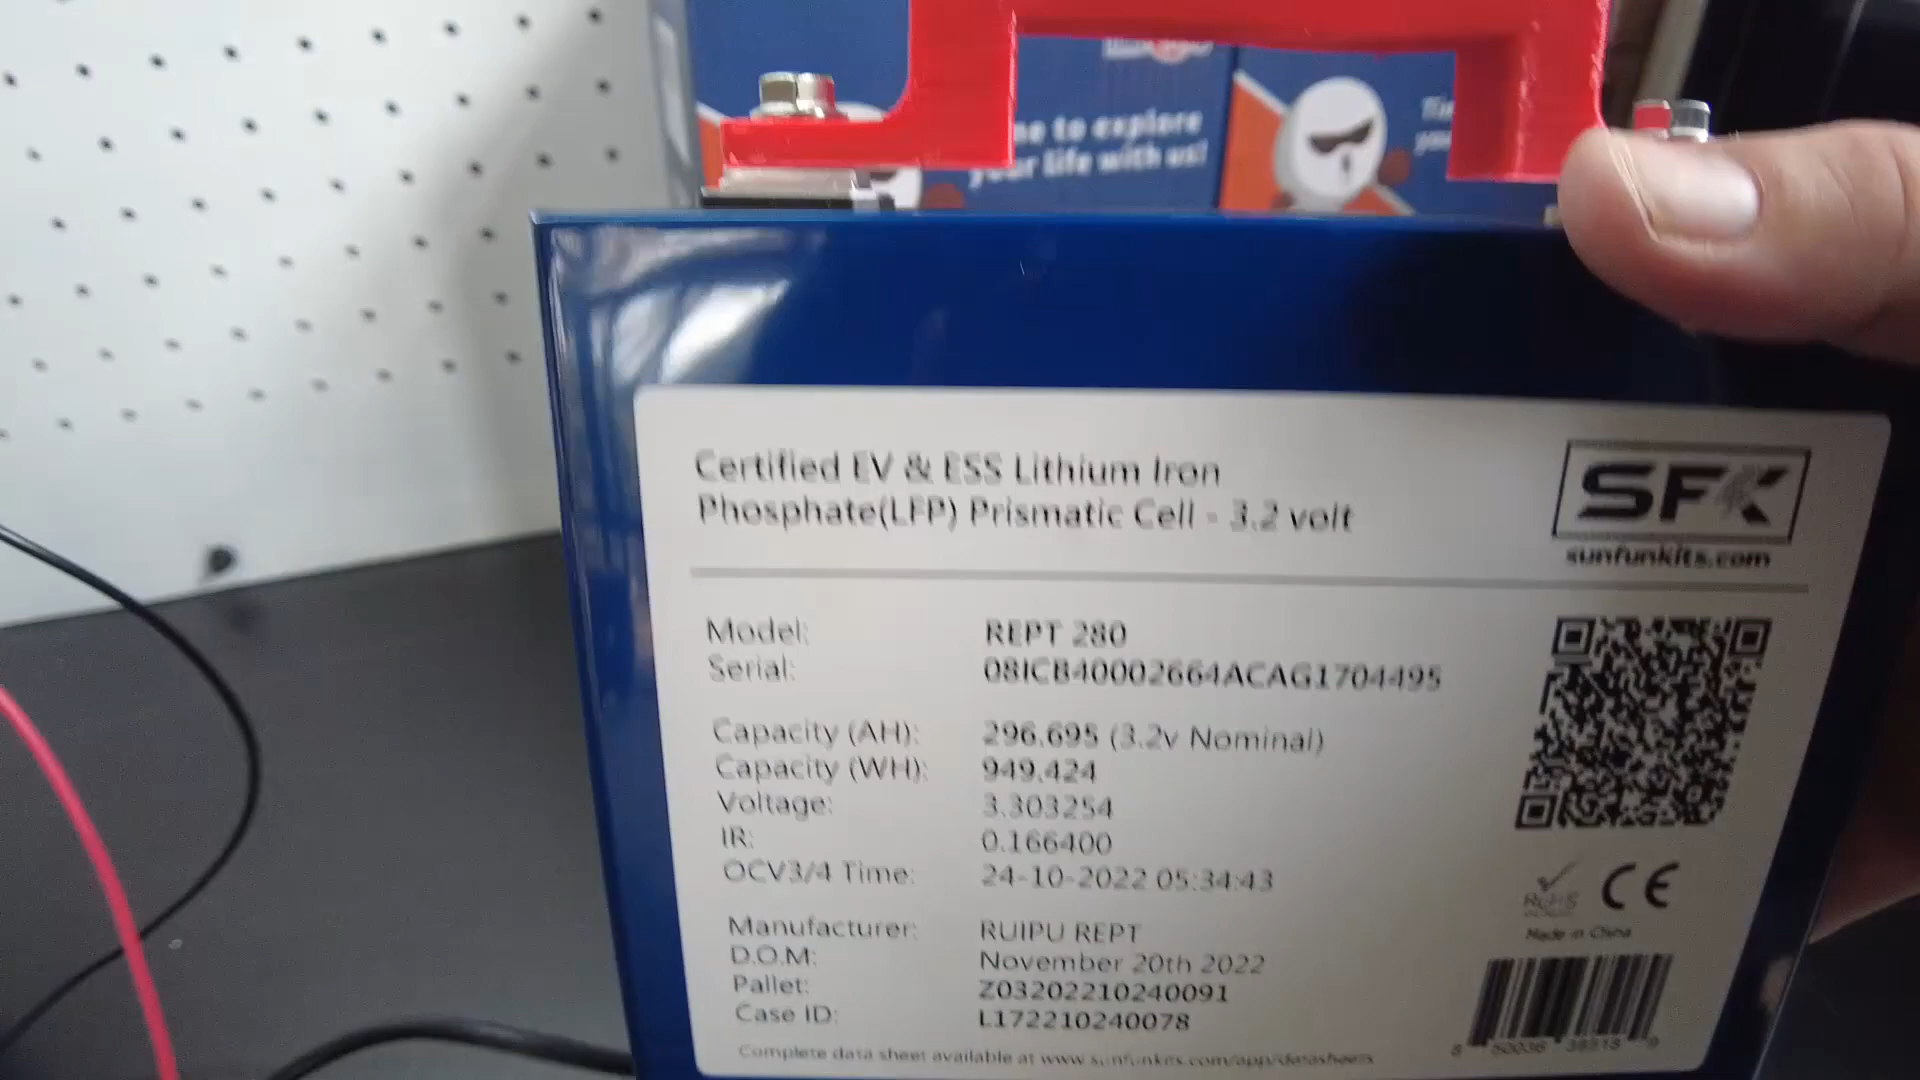 me to explore
your life with us!
Certified EV & ESS Lithium Iron
Phosphate(LFP) Prismatic Cell - 3.2 volt
SFK
sunfunkits.com
Model: REPT 280
Serial: 08ICB40002664ACAG1704495
Capacity (AH): 296.695 (3.2v Nominal)
Capacity (WH): 949.424
Voltage: 3.303254
IR: 0.166400
OCV3/4 Time: 24-10-2022 05:34:43
RoHS
CE
Made in China
Manufacturer: RUIPU REPT
D.O.M: November 20th 2022
Pallet: Z03202210240091
Case ID: L172210240078
Complete data sheet available at www.sunfunkits.com/app/datasheets